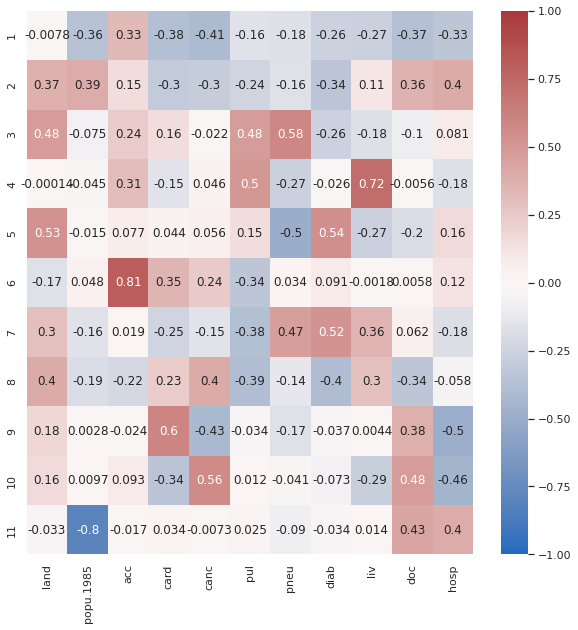 1 -0.0078 -0.36 0.33 -0.38 -0.41 -0.16 -0.18 -0.26 -0.27 -0.37 -0.33
2 0.37 0.39 0.15 -0.3 -0.3 -0.24 -0.16 -0.34 0.11 0.36 0.4
3 0.48 -0.075 0.24 0.16 -0.022 0.48 0.58 -0.26 -0.18 -0.1 0.081
4 -0.00014 -0.045 0.31 -0.15 0.046 0.5 -0.27 -0.026 0.72 -0.0056 -0.18
5 0.53 -0.015 0.077 0.044 0.056 0.15 -0.5 0.54 -0.27 -0.2 0.16
6 -0.17 0.048 0.81 0.35 0.24 -0.34 0.034 0.091 -0.0018 0.0058 0.12
7 0.3 -0.16 0.019 -0.25 -0.15 -0.38 0.47 0.52 0.36 0.062 -0.18
8 0.4 -0.19 -0.22 0.23 0.4 -0.39 -0.14 -0.4 0.3 -0.34 -0.058
9 0.18 0.0028 -0.024 0.6 -0.43 -0.034 -0.17 -0.037 0.0044 0.38 -0.5
10 0.16 0.0097 0.093 -0.34 0.56 0.012 -0.041 -0.073 -0.29 0.48 -0.46
11 -0.033 -0.8 -0.017 0.034 -0.0073 0.025 -0.09 -0.034 0.014 0.43 0.4
land popu.1985 acc card canc pul pneu diab liv doc hosp
1.00
0.75
0.50
0.25
0.00
−0.25
−0.50
−0.75
−1.00